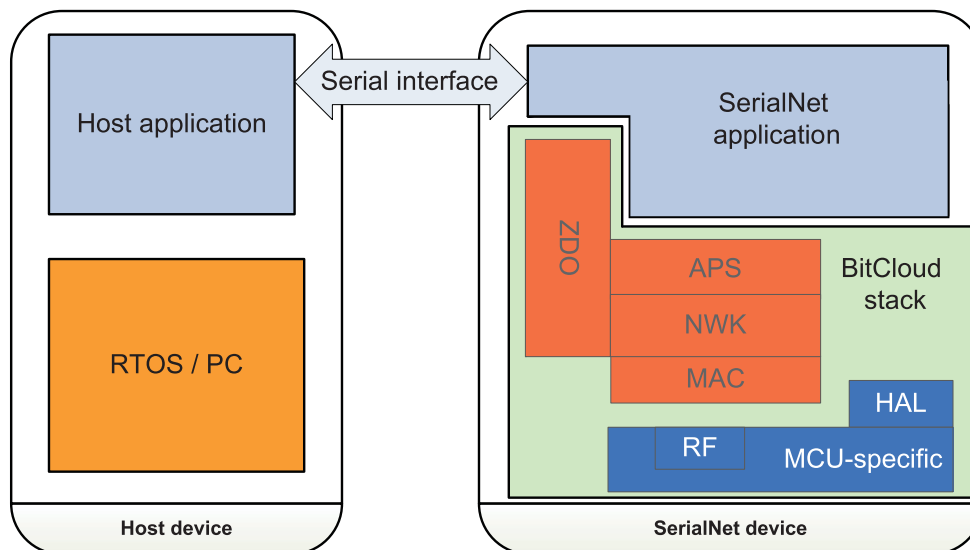 Host application
Serial interface
SerialNet
application
ZDO
APS
NWK
MAC
BitCloud
stack
RTOS / PC
HAL
RF
MCU-specific
Host device
SerialNet device